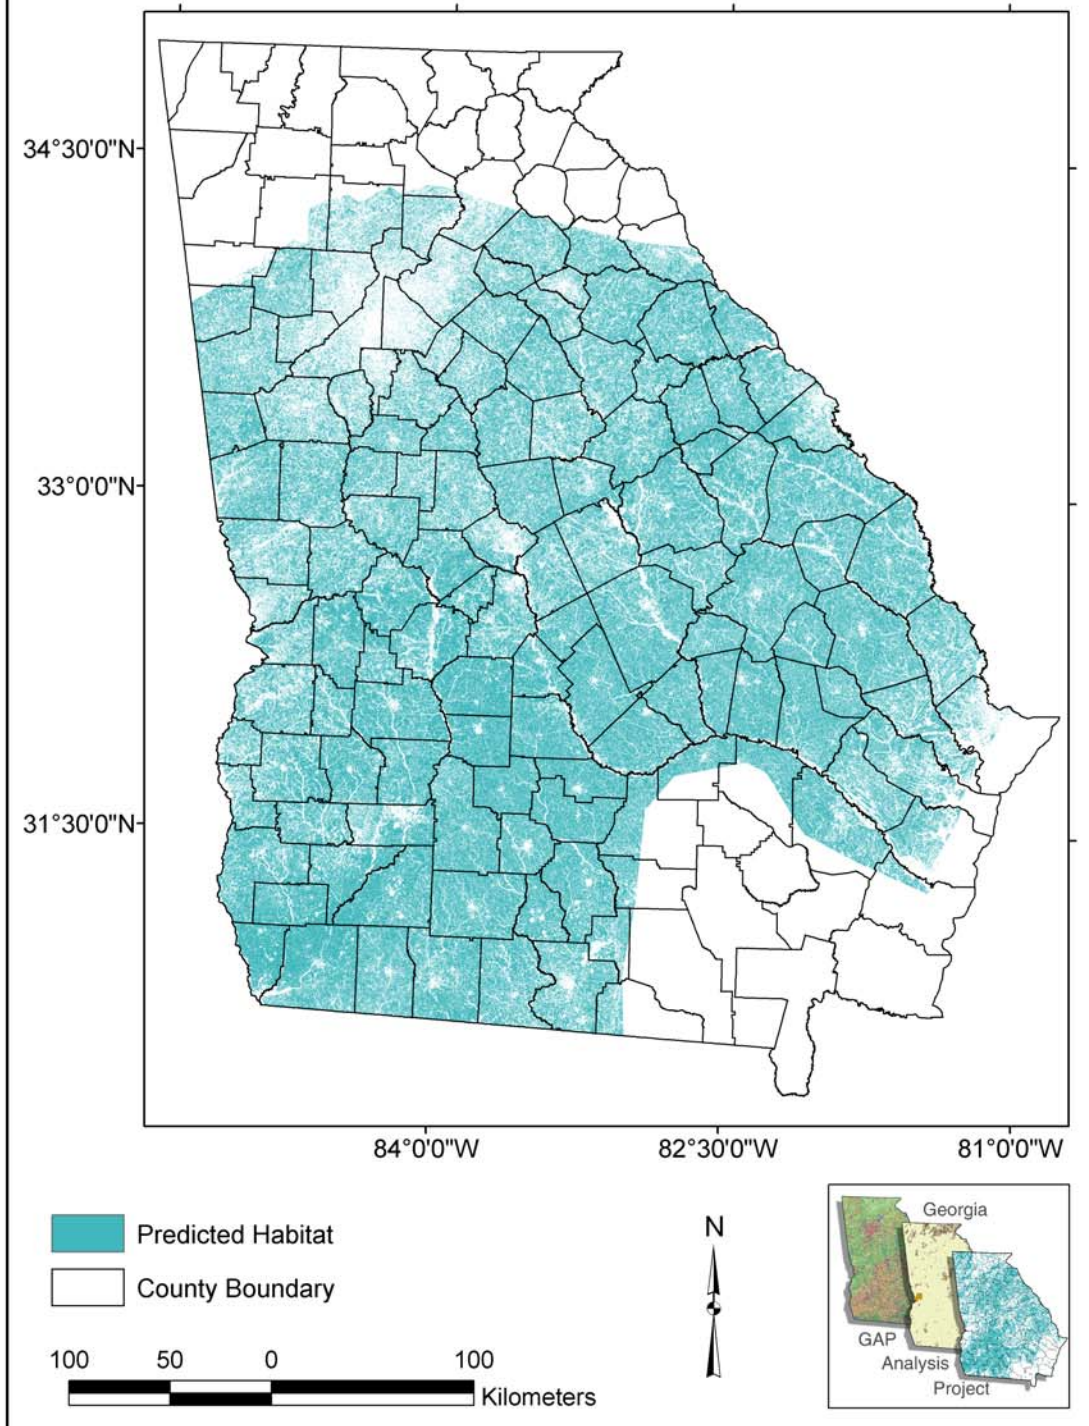 34°30'0"N
33°0'0"N
31°30'0"N
84°0'0"W 82°30'0"W 81°0'0"W
Predicted Habitat
County Boundary
100 50 0 100
Kilometers
N
Georgia
GAP
Analysis
Project